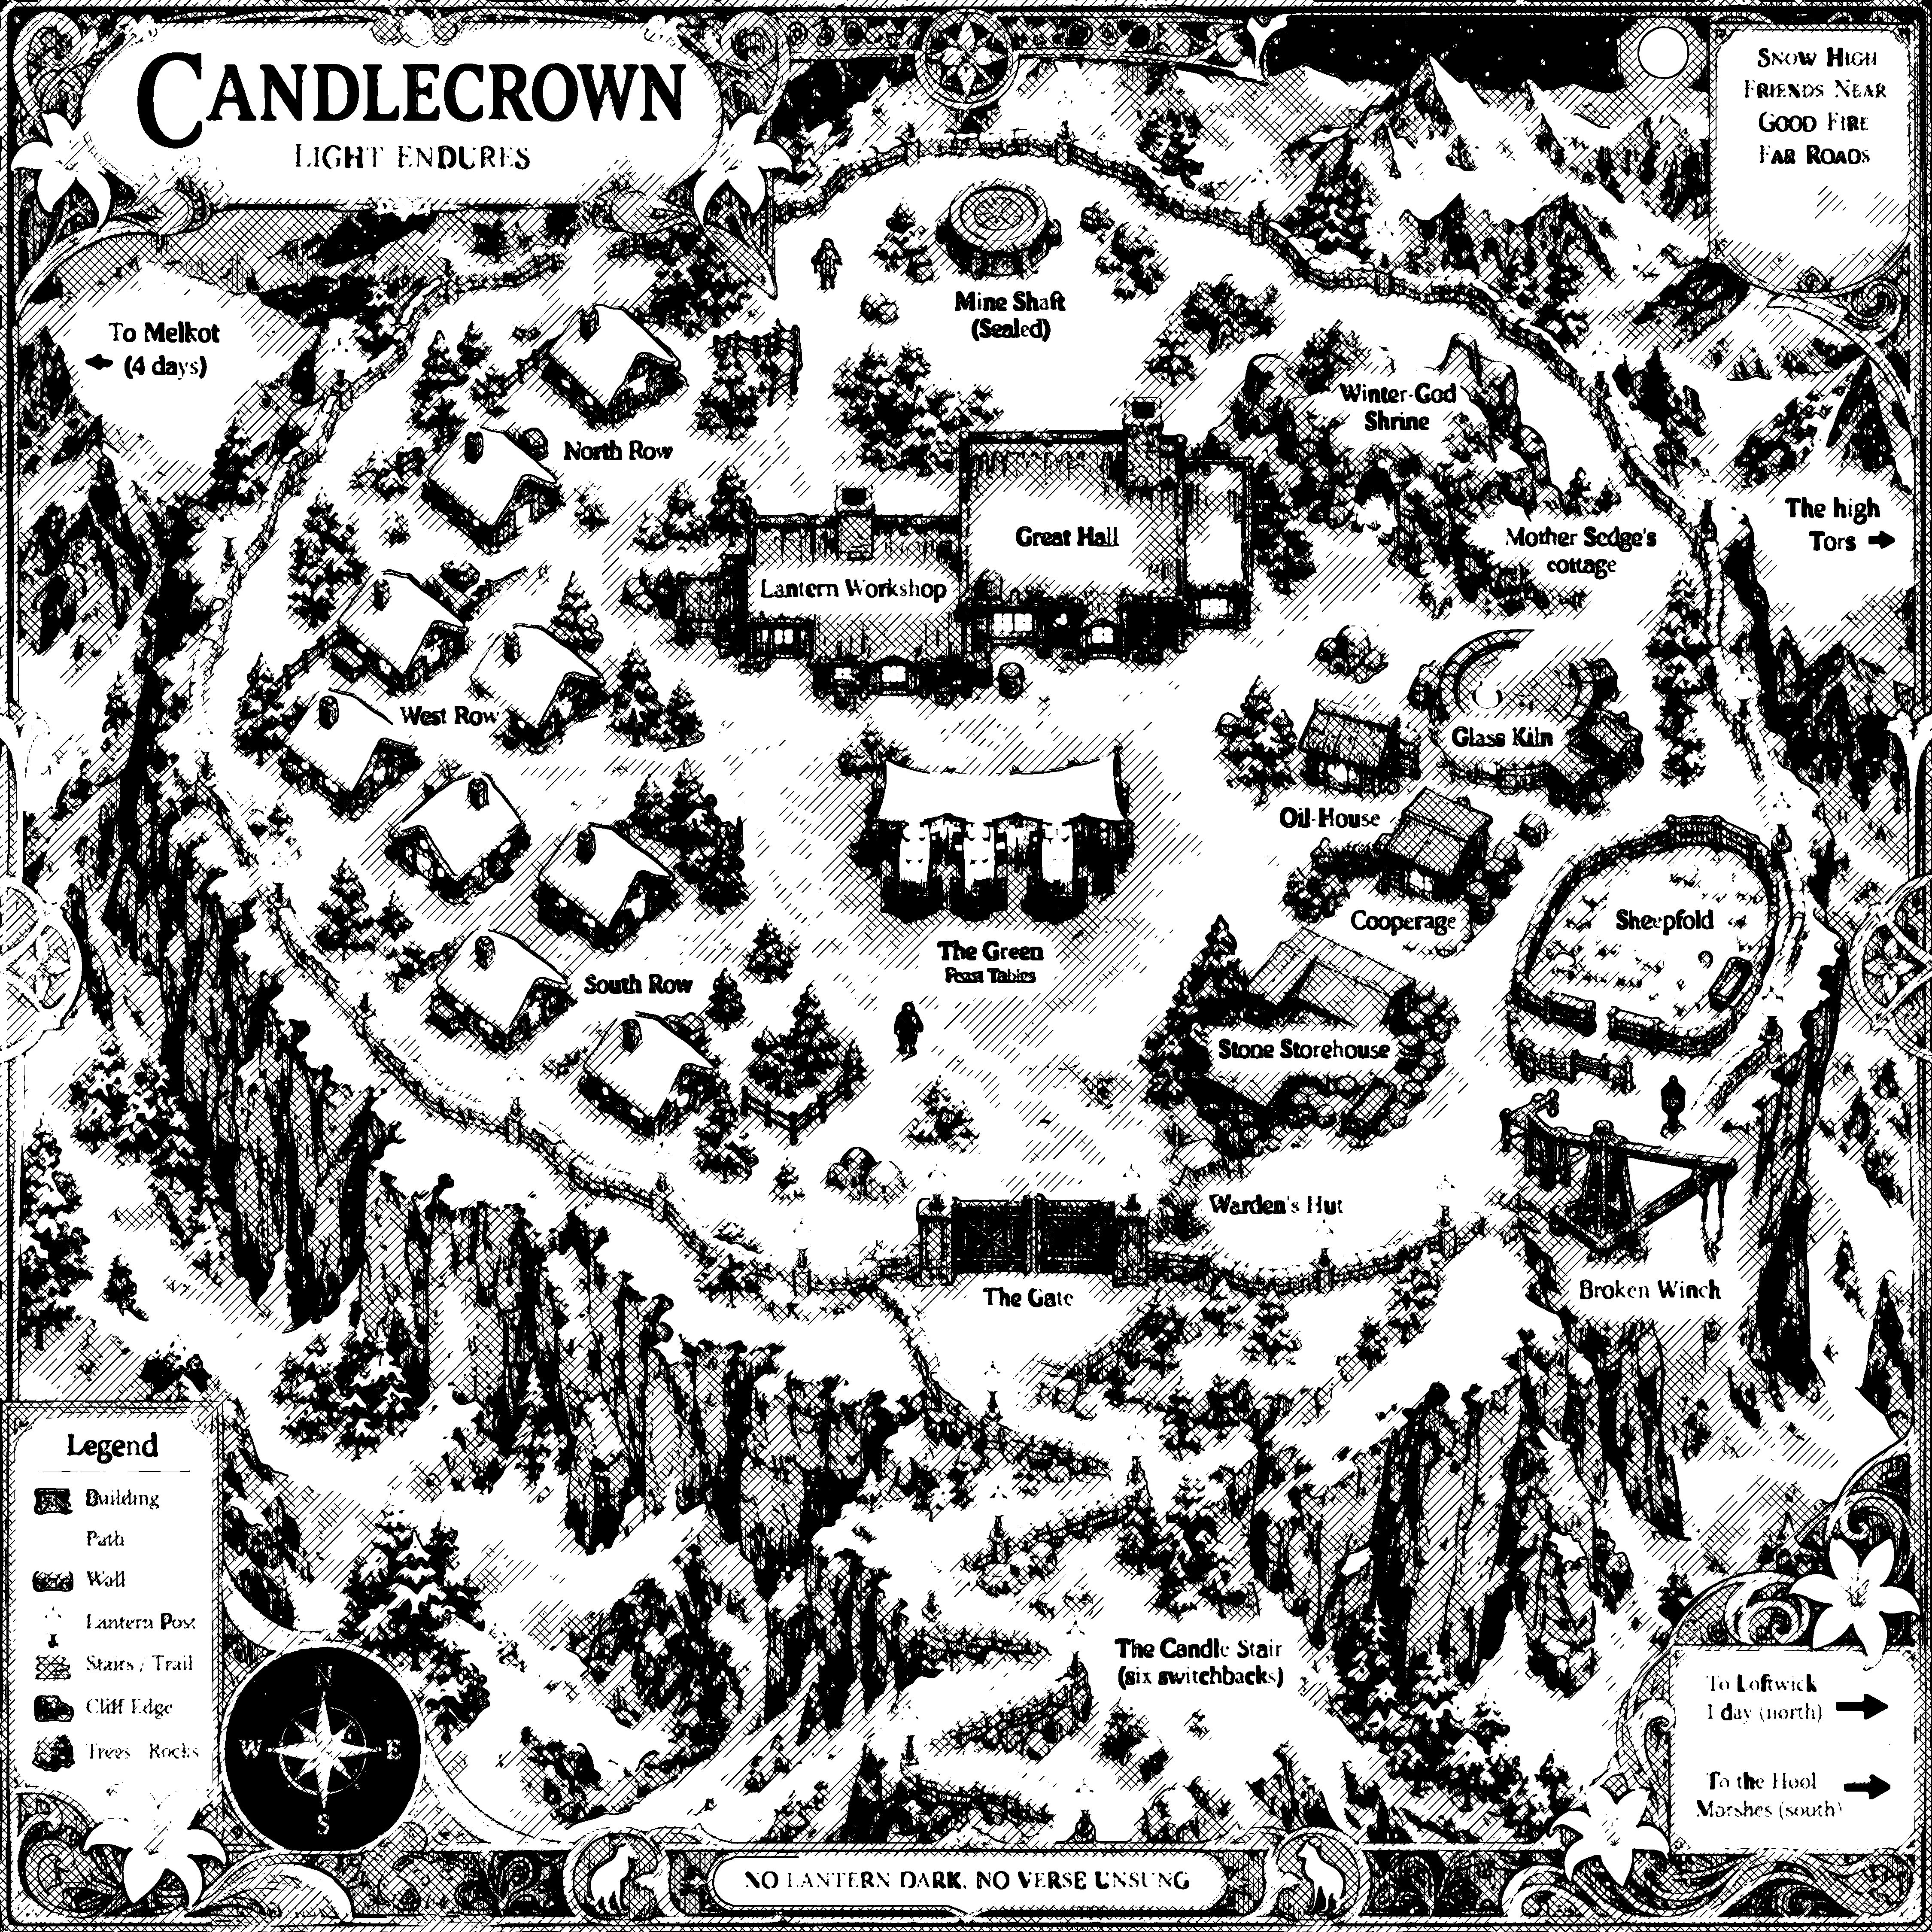 CANDLECROWN
LIGHT ENDURES
SNOW HIGH
FRIENDS NEAR
GOOD FIRE
FAR ROADS
To Melkot
(4 days)
Mine Shaft
(Sealed)
North Row
Winter-God
Shrine
The high
Tors
Great Hall
Mother Sedge's
cottage
Lantern Workshop
West Row
Glass Kiln
Oil-House
Cooperage
Sheepfold
The Green
Feast Tables
South Row
Stone Storehouse
Warden's Hut
The Gate
Broken Winch
Legend
Building
Path
Wall
Lantern Post
Stairs / Trail
Cliff Edge
Trees Rocks
N
W E
S
The Candle Stair
(six switchbacks)
To Loftwick
1 day (north)
To the Hool
Marshes (south)
NO LANTERN DARK, NO VERSE UNSUNG